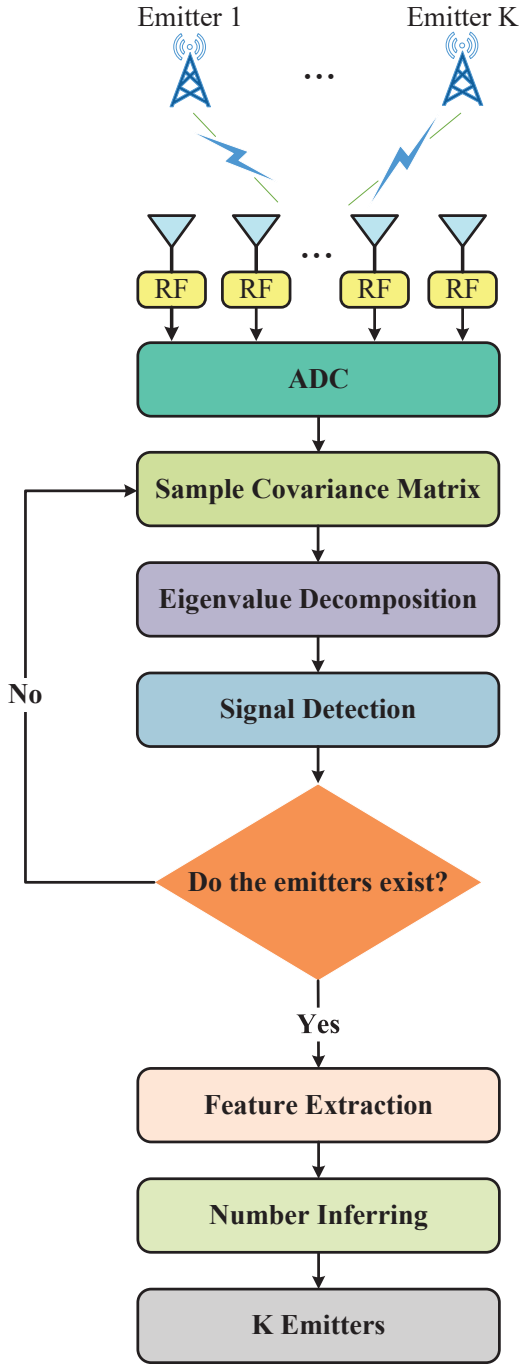 Emitter 1
Emitter K
...
...
RF
RF
RF
RF
ADC
Sample Covariance Matrix
Eigenvalue Decomposition
No
Signal Detection
Do the emitters exist?
Yes
Feature Extraction
Number Inferring
K Emitters